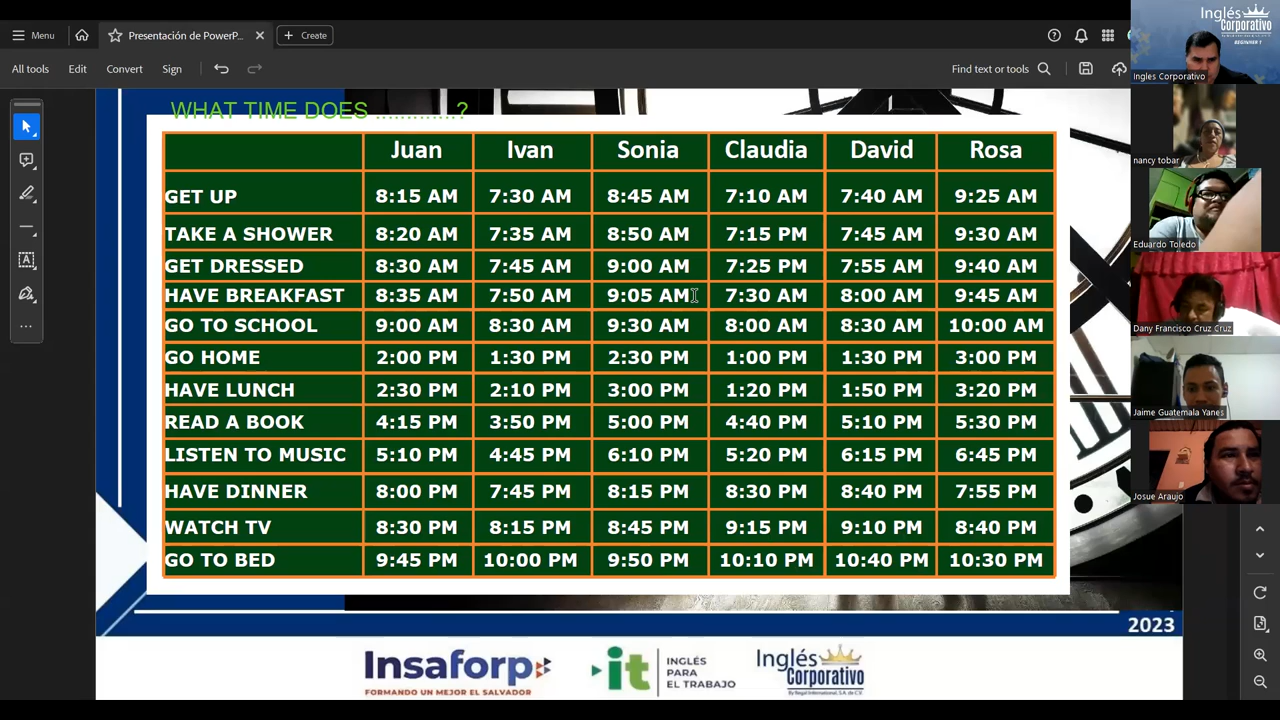 Menu
Presentación de PowerP...
Create
All tools
Edit
Convert
Sign
Find text or tools
WHAT TIME DOES .............?
Juan Ivan Sonia Claudia David Rosa
GET UP 8:15 AM 7:30 AM 8:45 AM 7:10 AM 7:40 AM 9:25 AM
TAKE A SHOWER 8:20 AM 7:35 AM 8:50 AM 7:15 PM 7:45 AM 9:30 AM
GET DRESSED 8:30 AM 7:45 AM 9:00 AM 7:25 PM 7:55 AM 9:40 AM
HAVE BREAKFAST 8:35 AM 7:50 AM 9:05 AM 7:30 AM 8:00 AM 9:45 AM
GO TO SCHOOL 9:00 AM 8:30 AM 9:30 AM 8:00 AM 8:30 AM 10:00 AM
GO HOME 2:00 PM 1:30 PM 2:30 PM 1:00 PM 1:30 PM 3:00 PM
HAVE LUNCH 2:30 PM 2:10 PM 3:00 PM 1:20 PM 1:50 PM 3:20 PM
READ A BOOK 4:15 PM 3:50 PM 5:00 PM 4:40 PM 5:10 PM 5:30 PM
LISTEN TO MUSIC 5:10 PM 4:45 PM 6:10 PM 5:20 PM 6:15 PM 6:45 PM
HAVE DINNER 8:00 PM 7:45 PM 8:15 PM 8:30 PM 8:40 PM 7:55 PM
WATCH TV 8:30 PM 8:15 PM 8:45 PM 9:15 PM 9:10 PM 8:40 PM
GO TO BED 9:45 PM 10:00 PM 9:50 PM 10:10 PM 10:40 PM 10:30 PM
2023
Insaforp
FORMANDO UN MEJOR EL SALVADOR
it
INGLÉS
PARA
EL TRABAJO
Inglés
Corporativo
By Regal International, S.A. de C.V.
Inglés
Corporativo
BEGINNER 1
Ingles Corporativo
nancy tobar
Eduardo Toledo
Dany Francisco Cruz Cruz
Jaime Guatemala Yanes
Josue Araujo